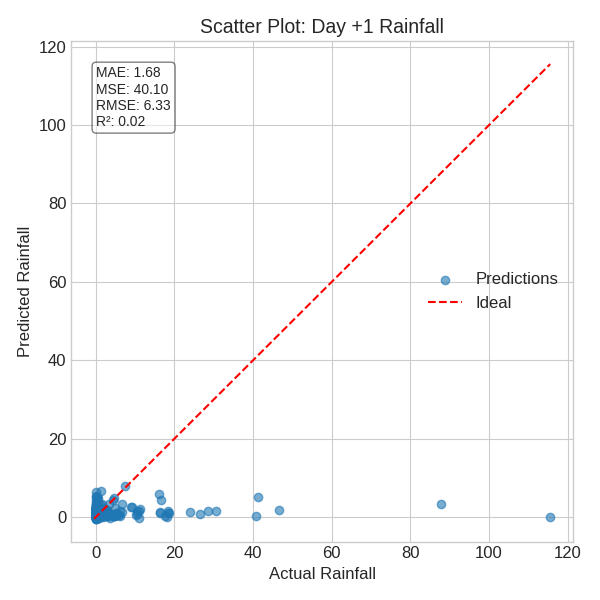 Scatter Plot: Day +1 Rainfall
120
100
80
60
40
20
0
MAE: 1.68
MSE: 40.10
RMSE: 6.33
R²: 0.02
Predictions
Ideal
Predicted Rainfall
0 20 40 60 80 100 120
Actual Rainfall